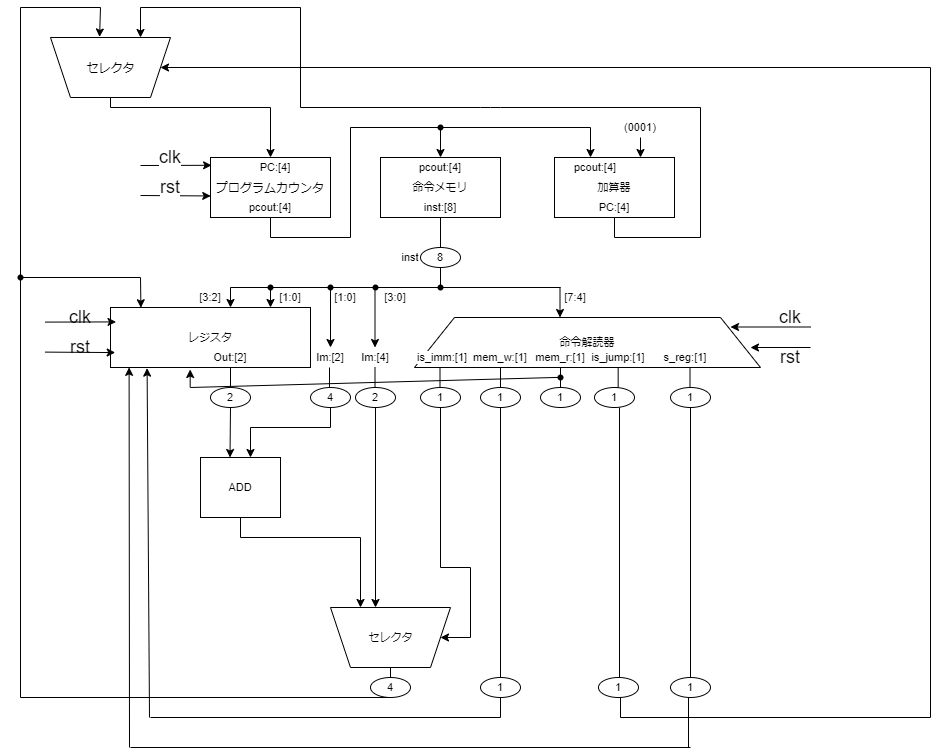 セレクタ
(0001)
clk
rst
PC:[4]
プログラムカウンタ
pcout:[4]
pcout:[4]
命令メモリ
inst:[8]
pcout:[4]
加算器
PC:[4]
inst
8
[3:2]
[1:0]
[1:0]
[3:0]
[7:4]
clk
rst
レジスタ
Out:[2]
Im:[2]
Im:[4]
命令解読器
is_imm:[1]
mem_w:[1]
mem_r:[1]
is_jump:[1]
s_reg:[1]
clk
rst
2
4
2
1
1
1
1
1
ADD
セレクタ
4
1
1
1